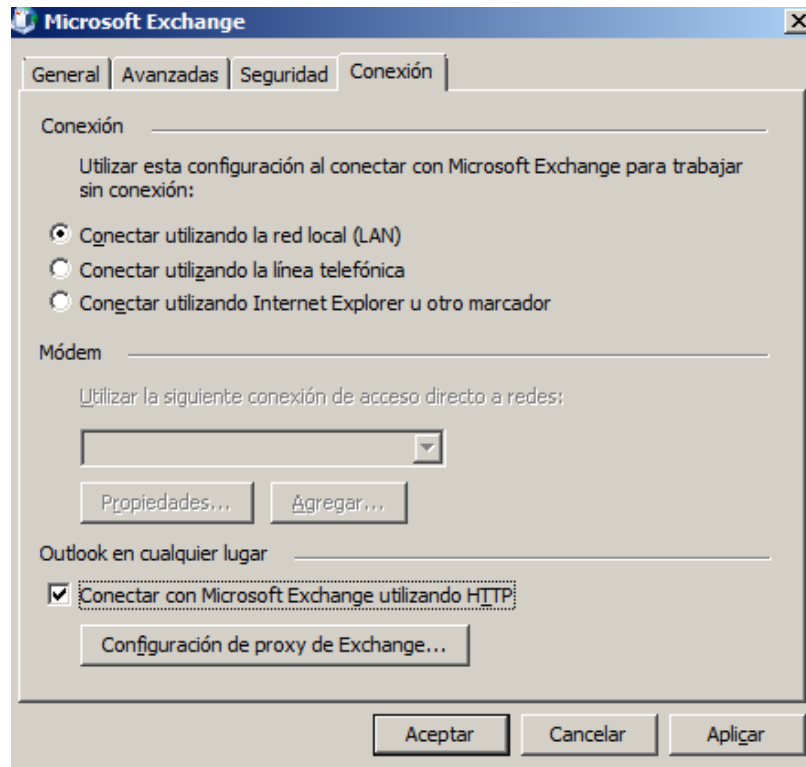 Microsoft Exchange
General Avanzadas Seguridad Conexión
Conexión
Utilizar esta configuración al conectar con Microsoft Exchange para trabajar
sin conexión:
Conectar utilizando la red local (LAN)
Conectar utilizando la línea telefónica
Conectar utilizando Internet Explorer u otro marcador
Módem
Utilizar la siguiente conexión de acceso directo a redes:
Propiedades... Agregar...
Outlook en cualquier lugar
Conectar con Microsoft Exchange utilizando HTTP
Configuración de proxy de Exchange...
Aceptar Cancelar Aplicar